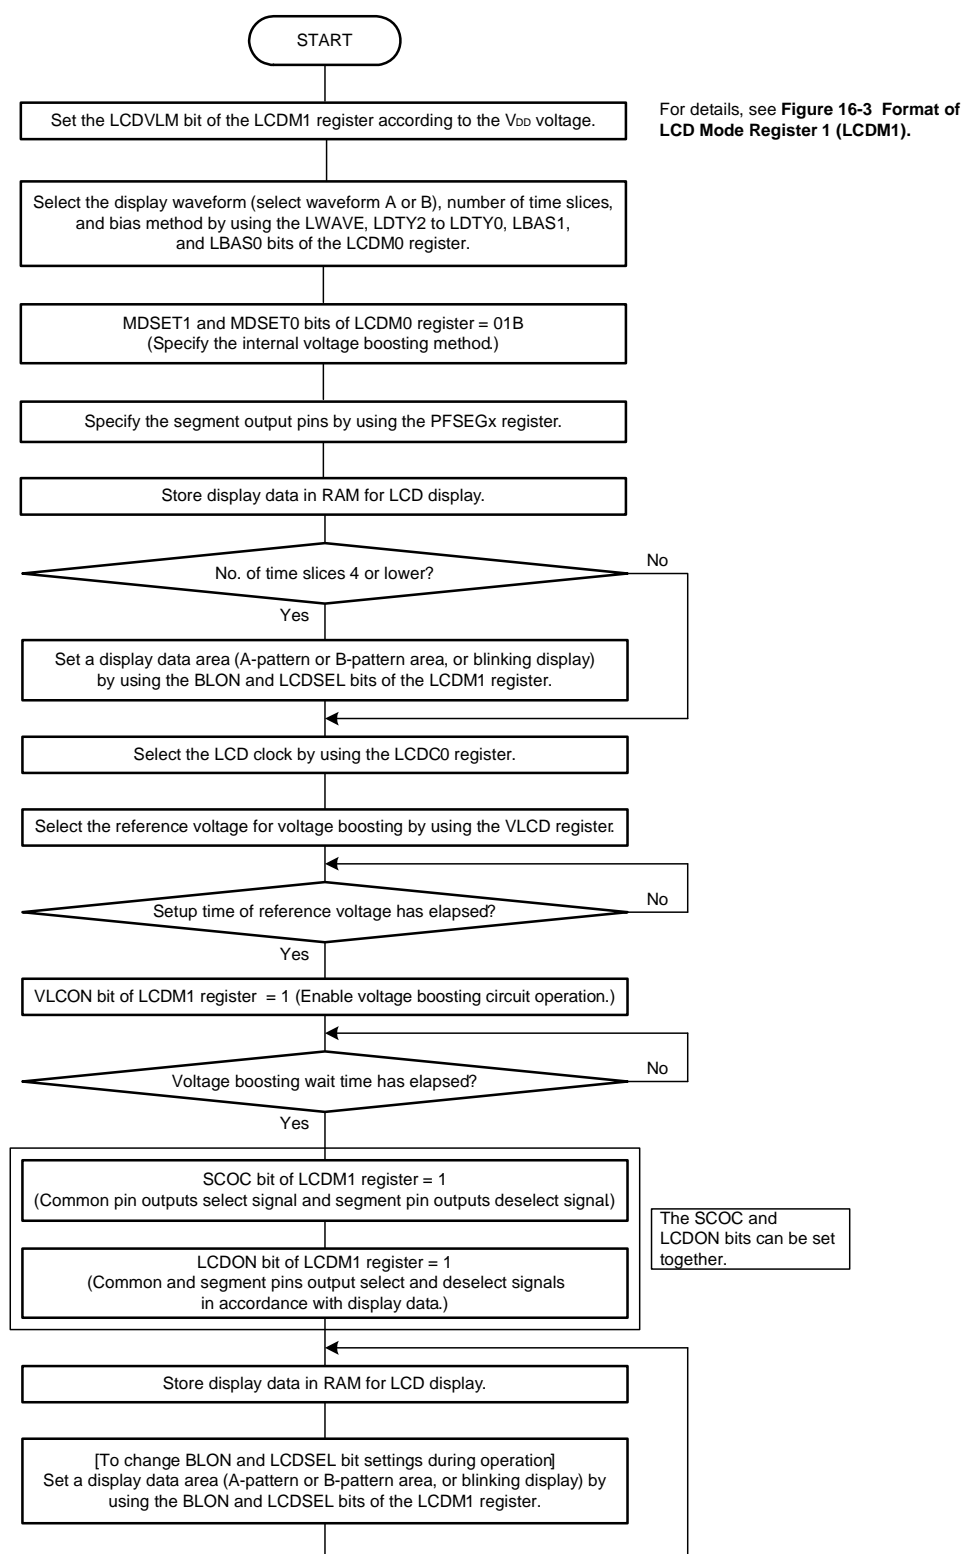 START
Set the LCDVLM bit of the LCDM1 register according to the VDD voltage.
For details, see Figure 16-3 Format of
LCD Mode Register 1 (LCDM1).
Select the display waveform (select waveform A or B), number of time slices,
and bias method by using the LWAVE, LDTY2 to LDTY0, LBAS1,
and LBAS0 bits of the LCDM0 register.
MDSET1 and MDSET0 bits of LCDM0 register = 01B
(Specify the internal voltage boosting method.)
Specify the segment output pins by using the PFSEGx register.
Store display data in RAM for LCD display.
No. of time slices 4 or lower?
No
Yes
Set a display data area (A-pattern or B-pattern area, or blinking display)
by using the BLON and LCDSEL bits of the LCDM1 register.
Select the LCD clock by using the LCDC0 register.
Select the reference voltage for voltage boosting by using the VLCD register.
Setup time of reference voltage has elapsed?
No
Yes
VLCON bit of LCDM1 register = 1 (Enable voltage boosting circuit operation.)
Voltage boosting wait time has elapsed?
No
Yes
SCOC bit of LCDM1 register = 1
(Common pin outputs select signal and segment pin outputs deselect signal.)
The SCOC and
LCDON bits can be set
together.
LCDON bit of LCDM1 register = 1
(Common and segment pins output select and deselect signals
in accordance with display data.)
Store display data in RAM for LCD display.
[To change BLON and LCDSEL bit settings during operation]
Set a display data area (A-pattern or B-pattern area, or blinking display) by
using the BLON and LCDSEL bits of the LCDM1 register.